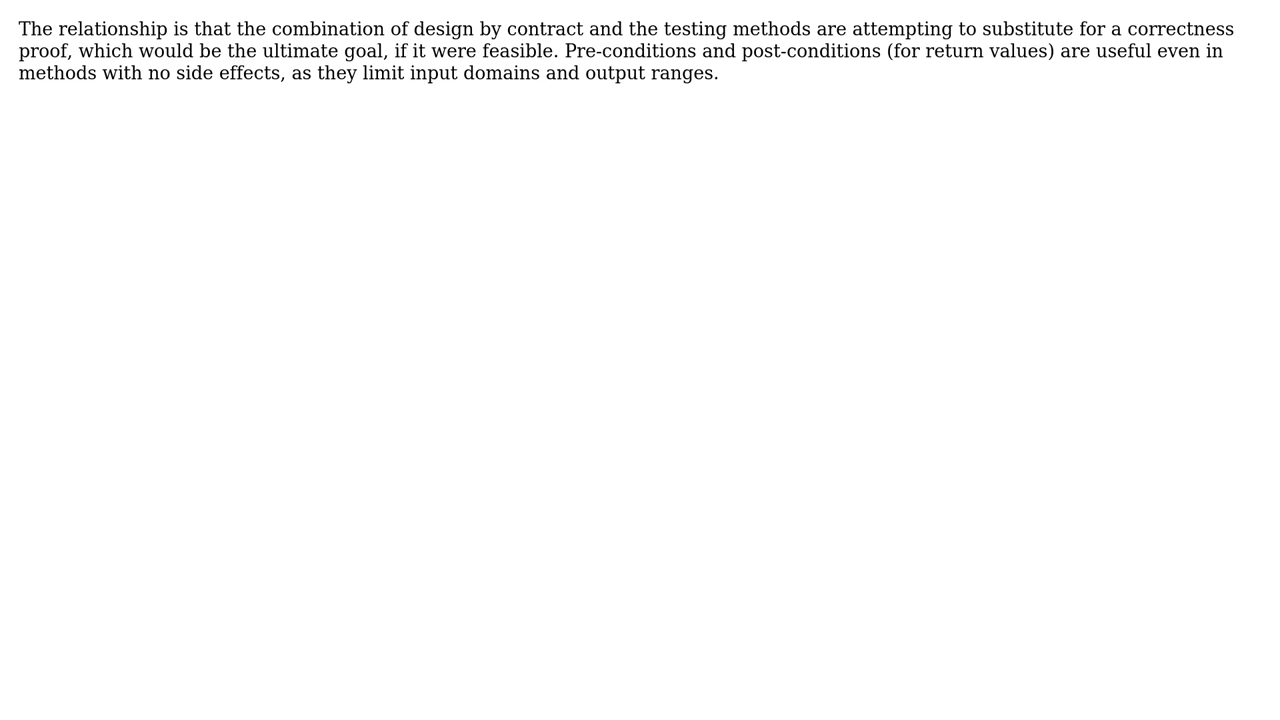 The relationship is that the combination of design by contract and the testing methods are attempting to substitute for a correctness
proof, which would be the ultimate goal, if it were feasible. Pre-conditions and post-conditions (for return values) are useful even in
methods with no side effects, as they limit input domains and output ranges.